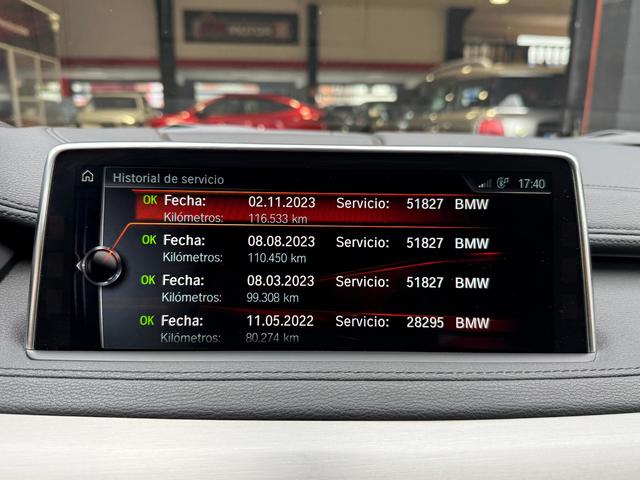 Historial de servicio 17:40
OK Fecha: 02.11.2023 Servicio: 51827 BMW
Kilómetros: 116.533 km
OK Fecha: 08.08.2023 Servicio: 51827 BMW
Kilómetros: 110.450 km
OK Fecha: 08.03.2023 Servicio: 51827 BMW
Kilómetros: 99.308 km
OK Fecha: 11.05.2022 Servicio: 28295 BMW
Kilómetros: 80.274 km